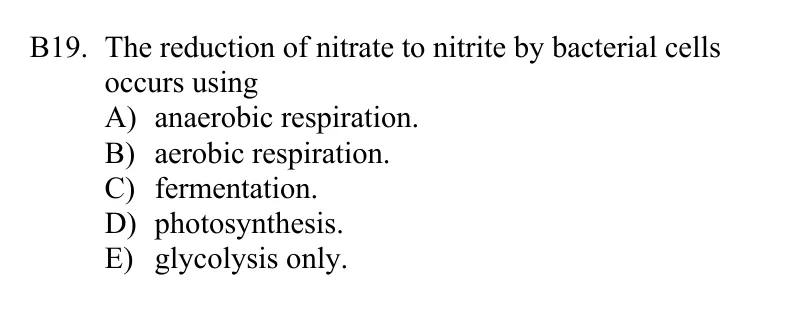 B19. The reduction of nitrate to nitrite by bacterial cells
occurs using
A) anaerobic respiration.
B) aerobic respiration.
C) fermentation.
D) photosynthesis.
E) glycolysis only.